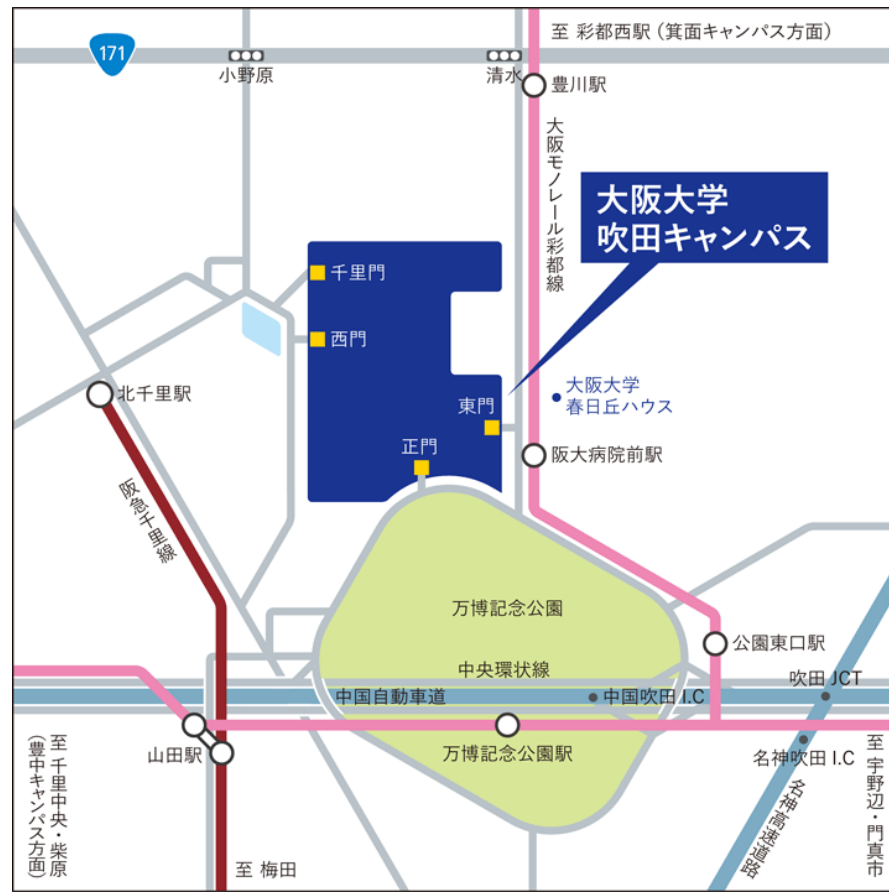 171
至 彩都西駅(箕面キャンパス方面)
小野原
清水
豊川駅
大阪モノレール彩都線
大阪大学
吹田キャンパス
千里門
西門
北千里駅
大阪大学
春日丘ハウス
東門
正門
阪大病院前駅
阪急千里線
万博記念公園
公園東口駅
中央環状線
中国自動車道
中国吹田 I.C
吹田 JCT
山田駅
万博記念公園駅
名神吹田 I.C
至 千里中央・柴原
(豊中キャンパス方面)
至 宇野辺・門真市
名神高速道路
至 梅田